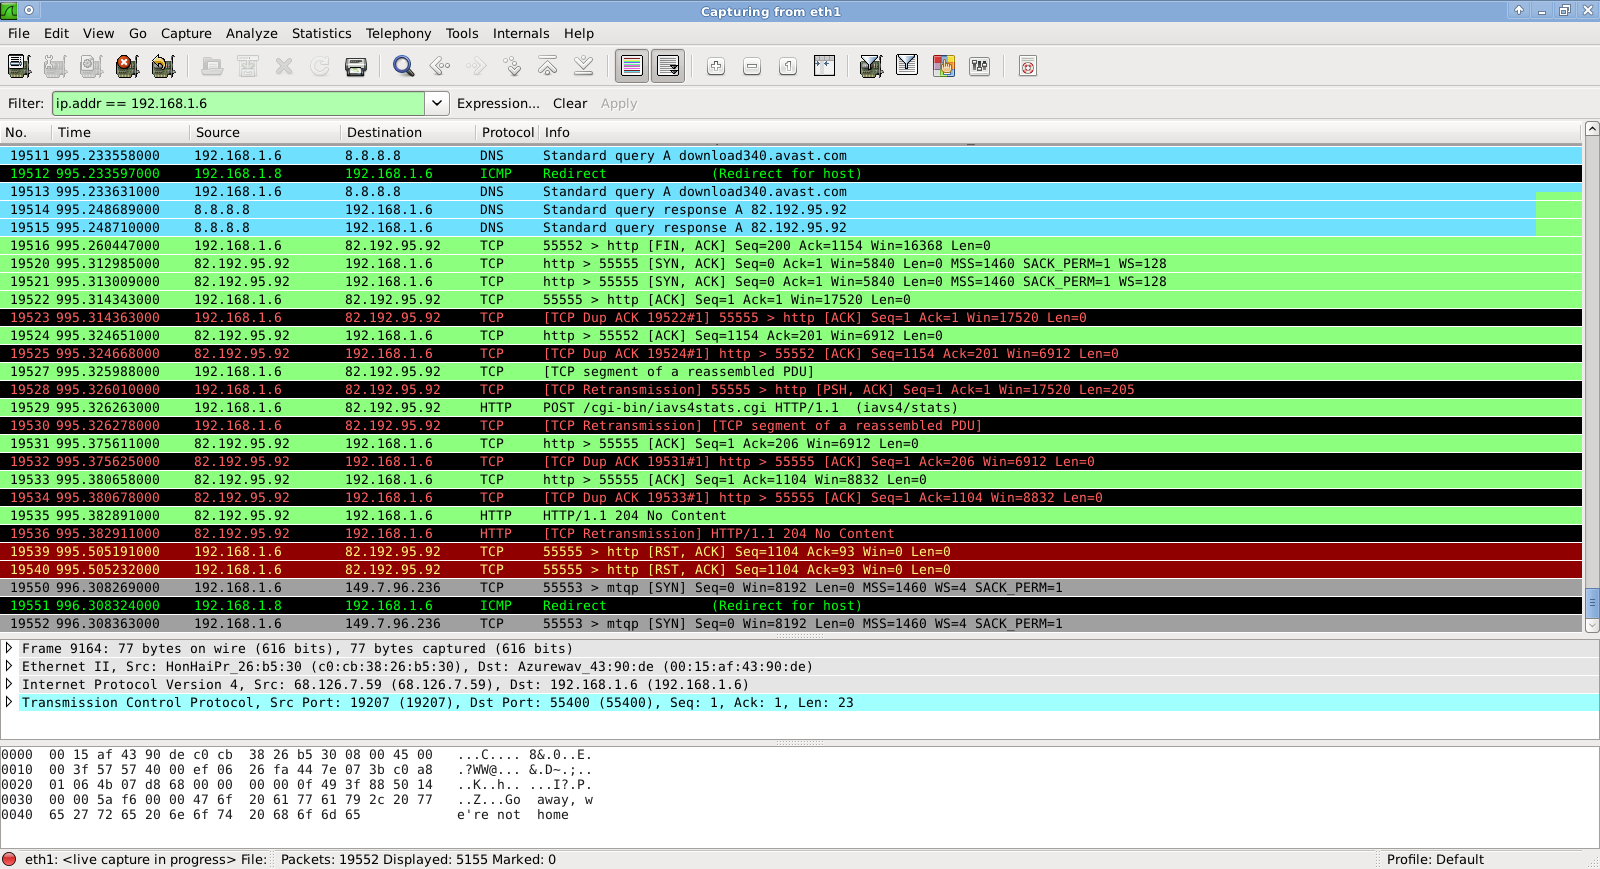 Capturing from eth1
File Edit View Go Capture Analyze Statistics Telephony Tools Internals Help
Filter: ip.addr == 192.168.1.6 Expression... Clear Apply
No. Time Source Destination Protocol Info
19511 995.233558000 192.168.1.6 8.8.8.8 DNS Standard query A download340.avast.com
19512 995.233597000 192.168.1.8 192.168.1.6 ICMP Redirect (Redirect for host)
19513 995.233631000 192.168.1.6 8.8.8.8 DNS Standard query A download340.avast.com
19514 995.248689000 8.8.8.8 192.168.1.6 DNS Standard query response A 82.192.95.92
19515 995.248710000 8.8.8.8 192.168.1.6 DNS Standard query response A 82.192.95.92
19516 995.260447000 192.168.1.6 82.192.95.92 TCP 55552 > http [FIN, ACK] Seq=200 Ack=1154 Win=16368 Len=0
19520 995.312985000 82.192.95.92 192.168.1.6 TCP http > 55555 [SYN, ACK] Seq=0 Ack=1 Win=5840 Len=0 MSS=1460 SACK_PERM=1 WS=128
19521 995.313009000 82.192.95.92 192.168.1.6 TCP http > 55555 [SYN, ACK] Seq=0 Ack=1 Win=5840 Len=0 MSS=1460 SACK_PERM=1 WS=128
19522 995.314343000 192.168.1.6 82.192.95.92 TCP 55555 > http [ACK] Seq=1 Ack=1 Win=17520 Len=0
19523 995.314363000 192.168.1.6 82.192.95.92 TCP [TCP Dup ACK 19522#1] 55555 > http [ACK] Seq=1 Ack=1 Win=17520 Len=0
19524 995.324651000 82.192.95.92 192.168.1.6 TCP http > 55552 [ACK] Seq=1154 Ack=201 Win=6912 Len=0
19525 995.324668000 82.192.95.92 192.168.1.6 TCP [TCP Dup ACK 19524#1] http > 55552 [ACK] Seq=1154 Ack=201 Win=6912 Len=0
19527 995.325988000 192.168.1.6 82.192.95.92 TCP [TCP segment of a reassembled PDU]
19528 995.326010000 192.168.1.6 82.192.95.92 TCP [TCP Retransmission] 55555 > http [PSH, ACK] Seq=1 Ack=1 Win=17520 Len=205
19529 995.326263000 192.168.1.6 82.192.95.92 HTTP POST /cgi-bin/iavs4stats.cgi HTTP/1.1 (iavs4/stats)
19530 995.326278000 192.168.1.6 82.192.95.92 TCP [TCP Retransmission] [TCP segment of a reassembled PDU]
19531 995.375611000 82.192.95.92 192.168.1.6 TCP http > 55555 [ACK] Seq=1 Ack=206 Win=6912 Len=0
19532 995.375625000 82.192.95.92 192.168.1.6 TCP [TCP Dup ACK 19531#1] http > 55555 [ACK] Seq=1 Ack=206 Win=6912 Len=0
19533 995.380658000 82.192.95.92 192.168.1.6 TCP http > 55555 [ACK] Seq=1 Ack=1104 Win=8832 Len=0
19534 995.380678000 82.192.95.92 192.168.1.6 TCP [TCP Dup ACK 19533#1] http > 55555 [ACK] Seq=1 Ack=1104 Win=8832 Len=0
19535 995.382891000 82.192.95.92 192.168.1.6 HTTP HTTP/1.1 204 No Content
19536 995.382911000 82.192.95.92 192.168.1.6 HTTP [TCP Retransmission] HTTP/1.1 204 No Content
19539 995.505191000 192.168.1.6 82.192.95.92 TCP 55555 > http [RST, ACK] Seq=1104 Ack=93 Win=0 Len=0
19540 995.505232000 192.168.1.6 82.192.95.92 TCP 55555 > http [RST, ACK] Seq=1104 Ack=93 Win=0 Len=0
19550 996.308269000 192.168.1.6 149.7.96.236 TCP 55553 > mtqp [SYN] Seq=0 Win=8192 Len=0 MSS=1460 WS=4 SACK_PERM=1
19551 996.308324000 192.168.1.8 192.168.1.6 ICMP Redirect (Redirect for host)
19552 996.308363000 192.168.1.6 149.7.96.236 TCP 55553 > mtqp [SYN] Seq=0 Win=8192 Len=0 MSS=1460 WS=4 SACK_PERM=1
Frame 9164: 77 bytes on wire (616 bits), 77 bytes captured (616 bits)
Ethernet II, Src: HonHaiPr_26:b5:30 (c0:cb:38:26:b5:30), Dst: Azurewav_43:90:de (00:15:af:43:90:de)
Internet Protocol Version 4, Src: 68.126.7.59 (68.126.7.59), Dst: 192.168.1.6 (192.168.1.6)
Transmission Control Protocol, Src Port: 19207 (19207), Dst Port: 55400 (55400), Seq: 1, Ack: 1, Len: 23
0000 00 15 af 43 90 de c0 cb 38 26 b5 30 08 00 45 00 ...C.... 8&.0..E.
0010 00 3f 57 57 40 00 ef 06 26 fa 44 7e 07 3b c0 a8 .?WW@... &.D~.;..
0020 01 06 4b 07 d8 68 00 00 00 00 0f 49 3f 88 50 14 ..K..h.. ...I?.P.
0030 00 00 5a f6 00 00 47 6f 20 61 77 61 79 2c 20 77 ..Z...Go away, w
0040 65 27 72 65 20 6e 6f 74 20 68 6f 6d 65 e're not home
eth1: <live capture in progress> File: Packets: 19552 Displayed: 5155 Marked: 0 Profile: Default